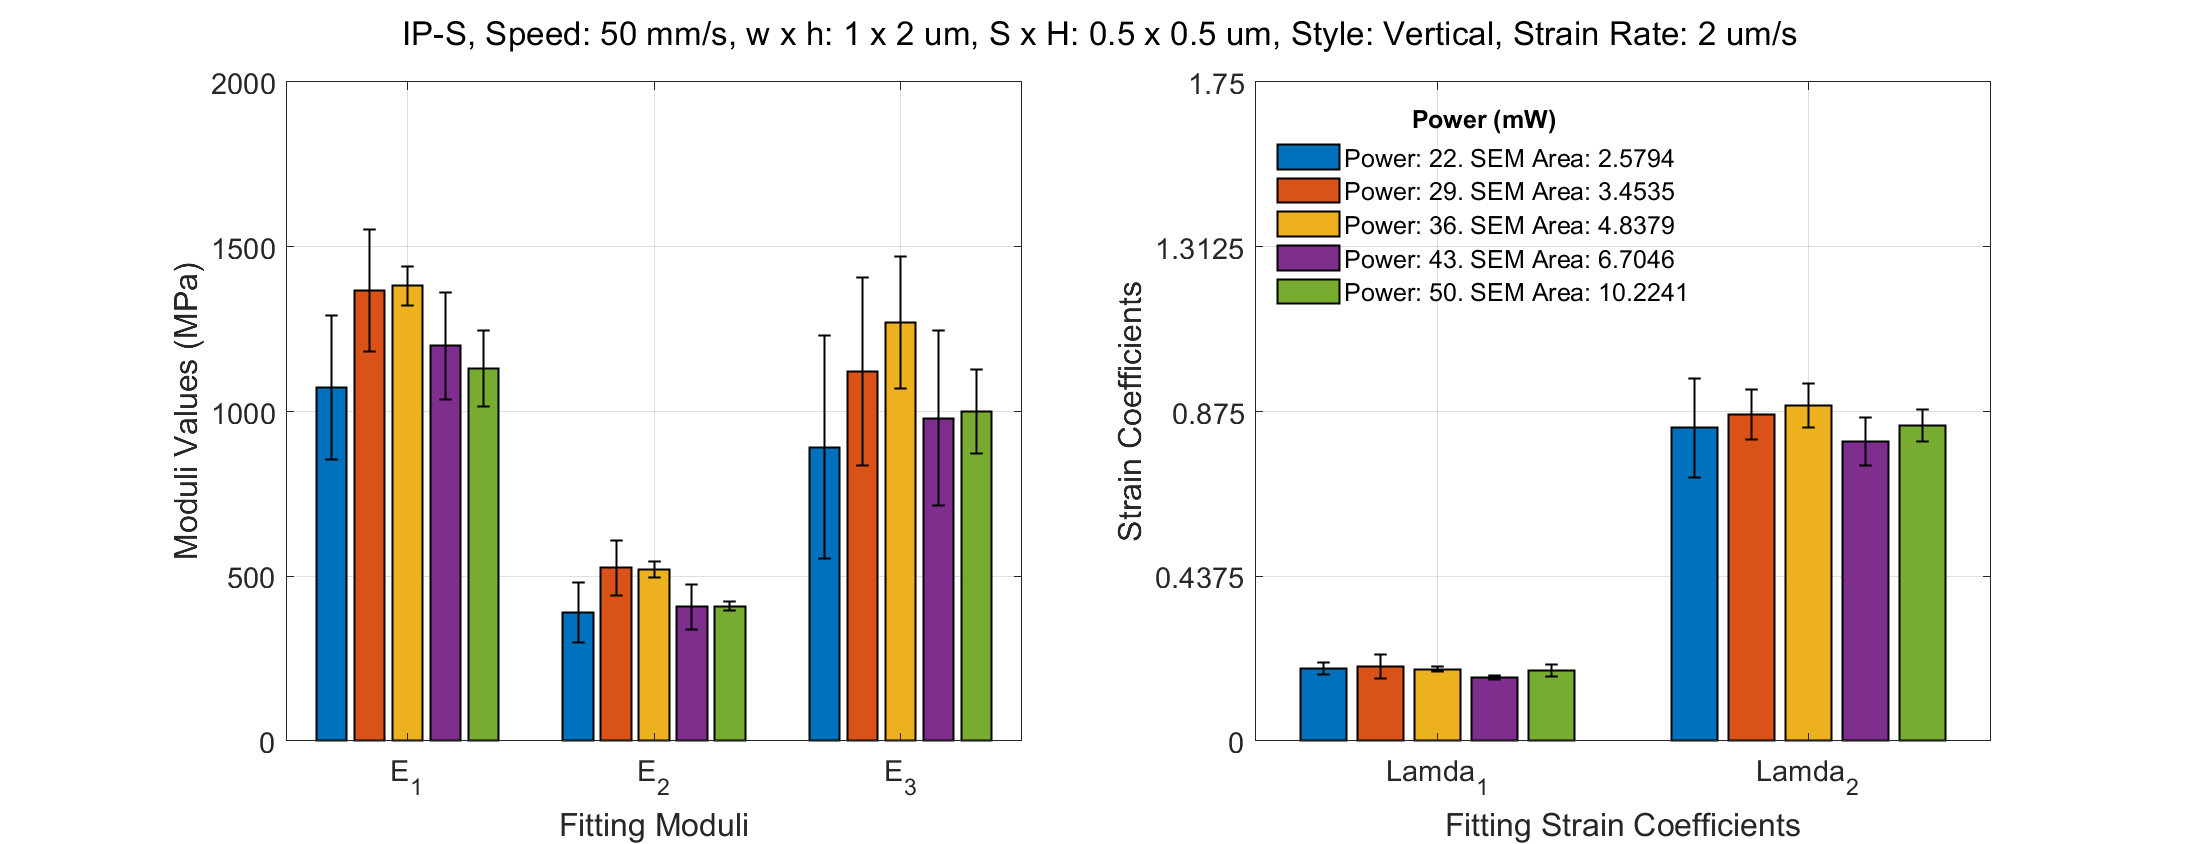 IP-S, Speed: 50 mm/s, w x h: 1 x 2 um, S x H: 0.5 x 0.5 um, Style: Vertical, Strain Rate: 2 um/s
Moduli Values (MPa)
2000
1500
1000
500
0
E1
E2
E3
Fitting Moduli
Strain Coefficients
1.75
1.3125
0.875
0.4375
0
Power (mW)
Power: 22. SEM Area: 2.5794
Power: 29. SEM Area: 3.4535
Power: 36. SEM Area: 4.8379
Power: 43. SEM Area: 6.7046
Power: 50. SEM Area: 10.2241
Lamda1
Lamda2
Fitting Strain Coefficients